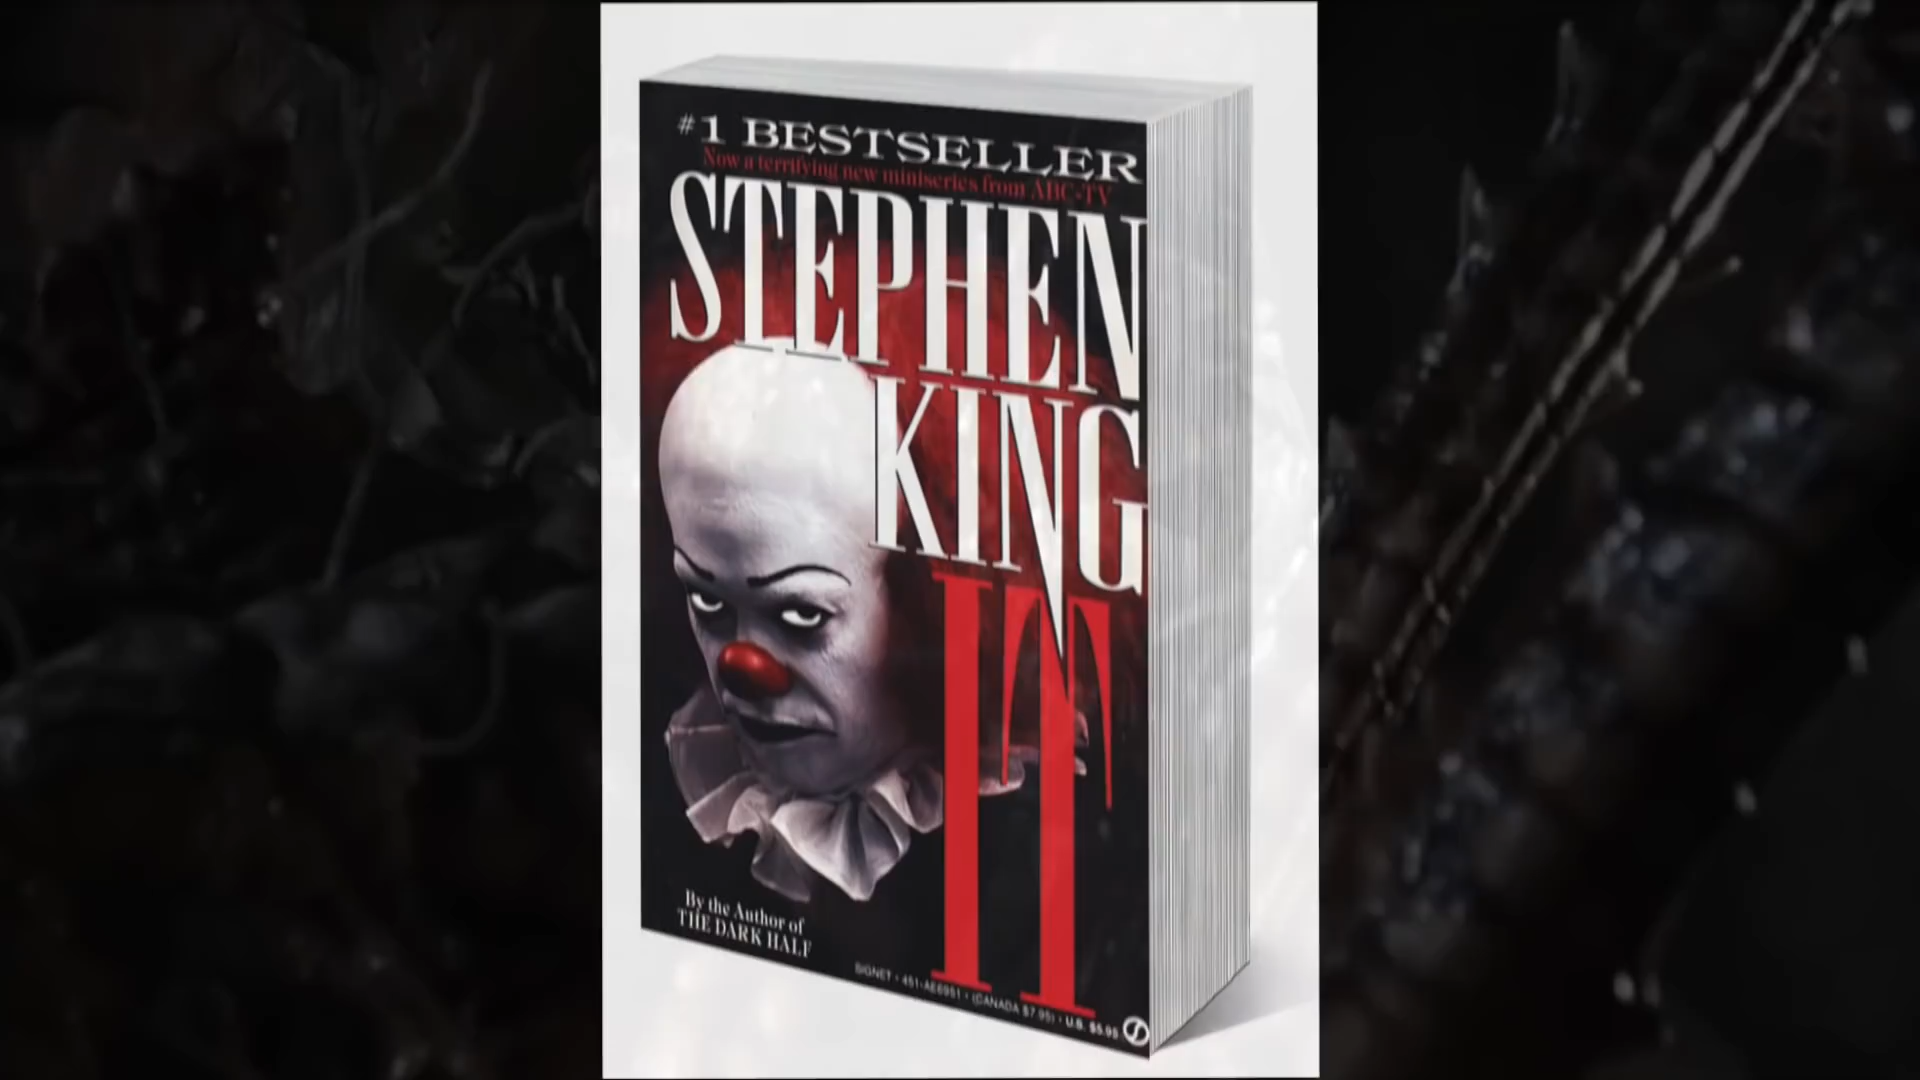 #1 BESTSELLER
Now a terrifying new miniseries from ABC-TV
STEPHEN
KING
IT
By the Author of
THE DARK HALF
SIGNET • 451-AE6951 • (CANADA $7.95) • U.S. $5.95